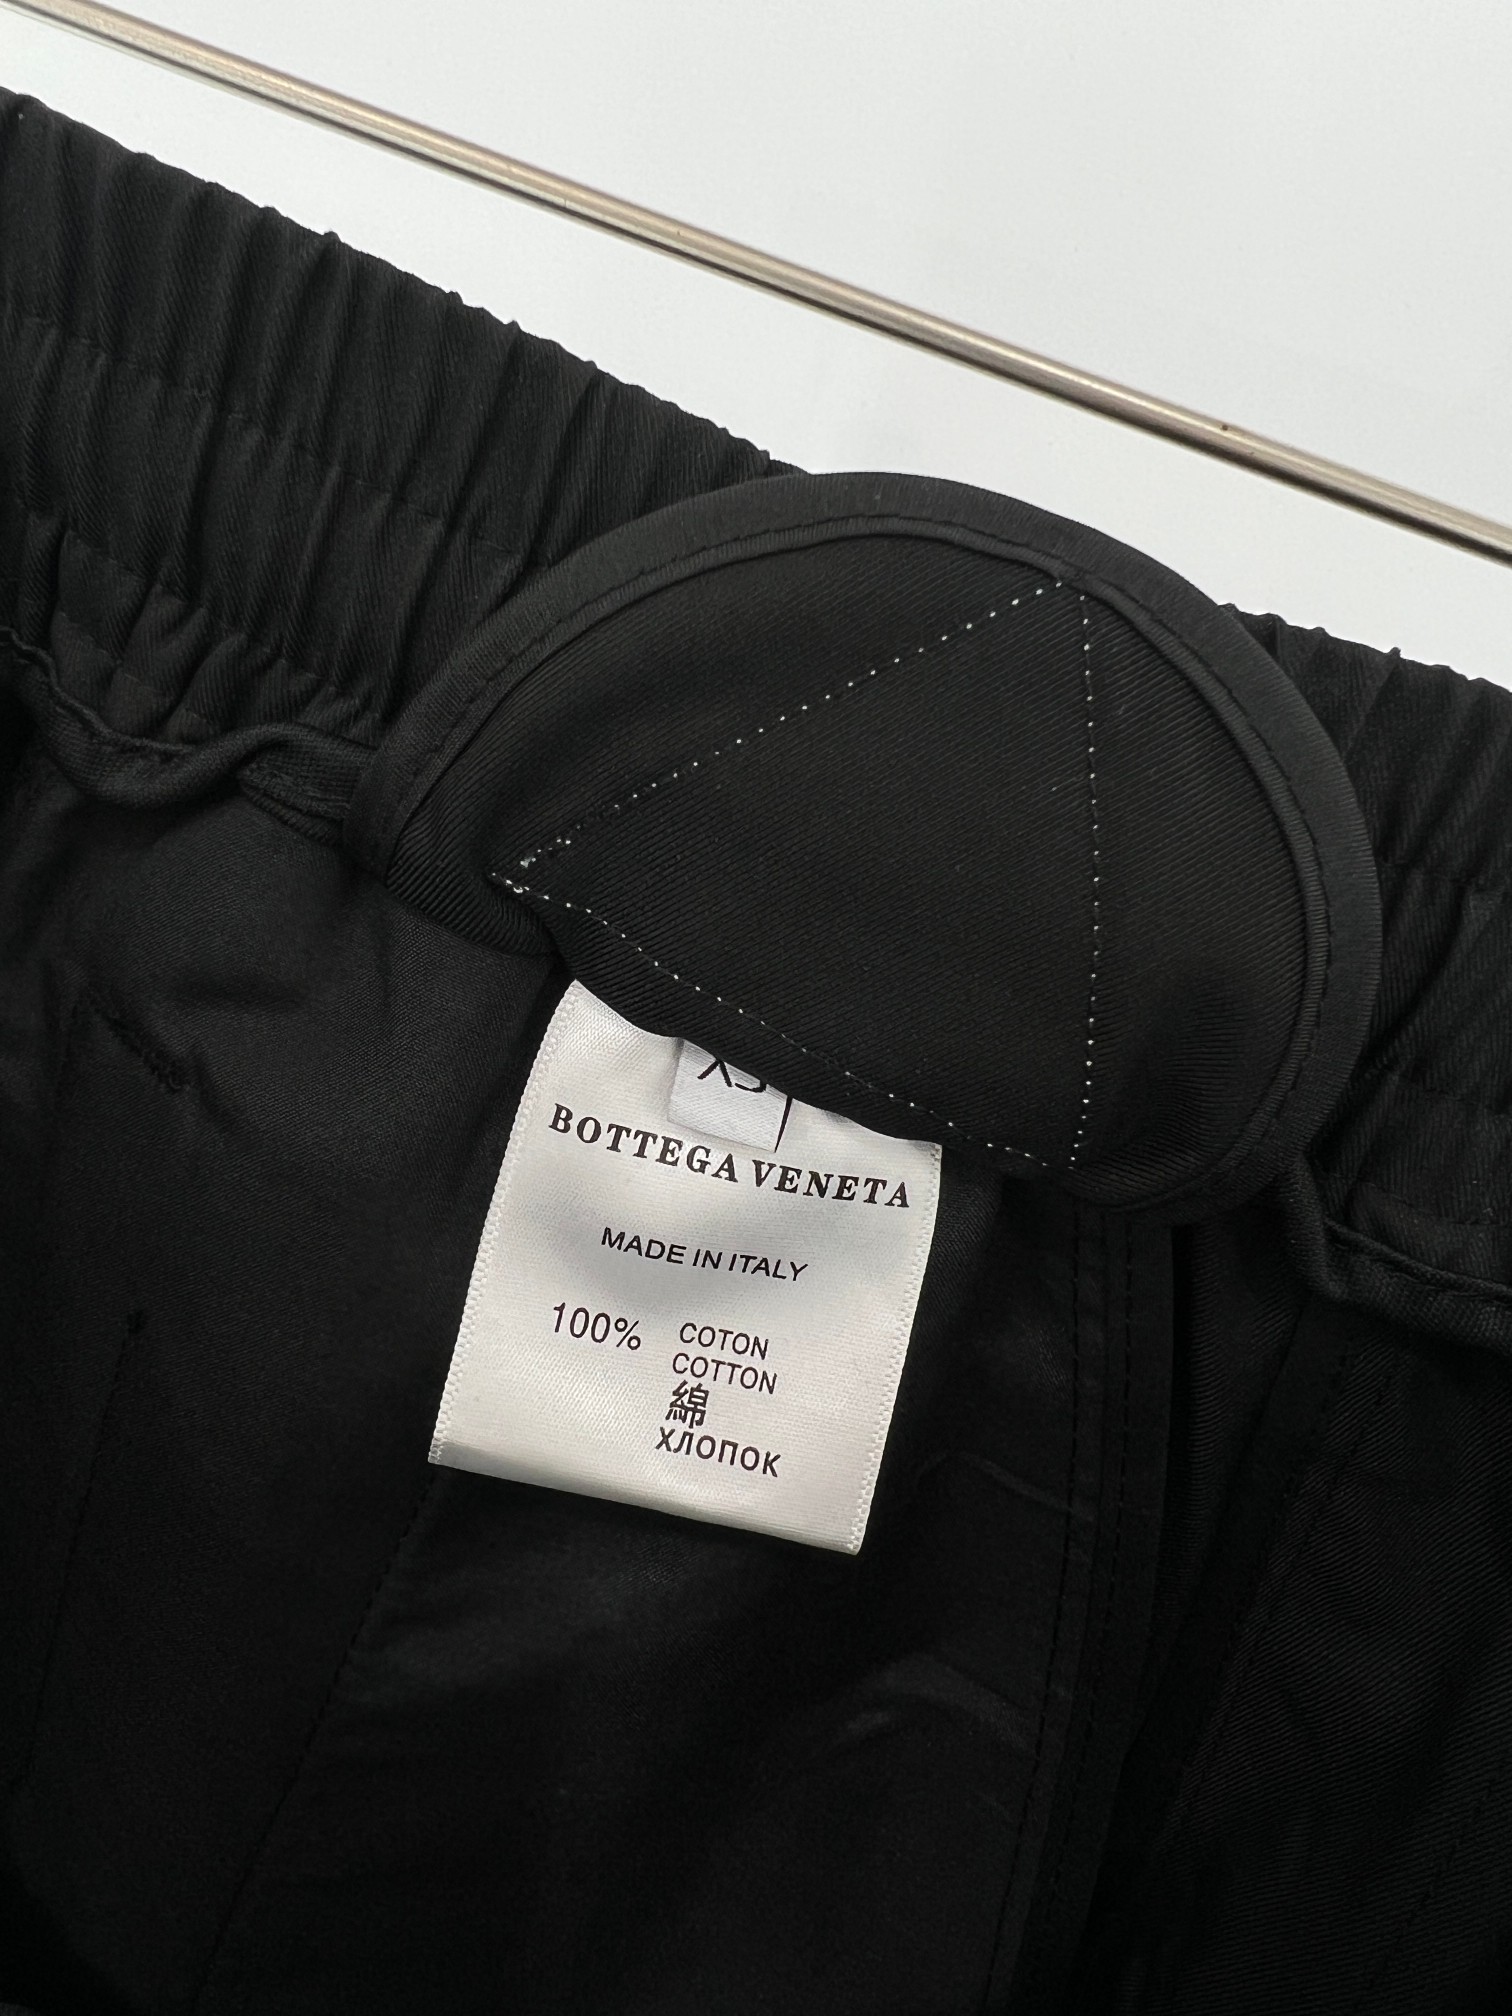 BOTTEGA VENETA
MADE IN ITALY
100% COTON
COTTON
綿
ХЛОПОК